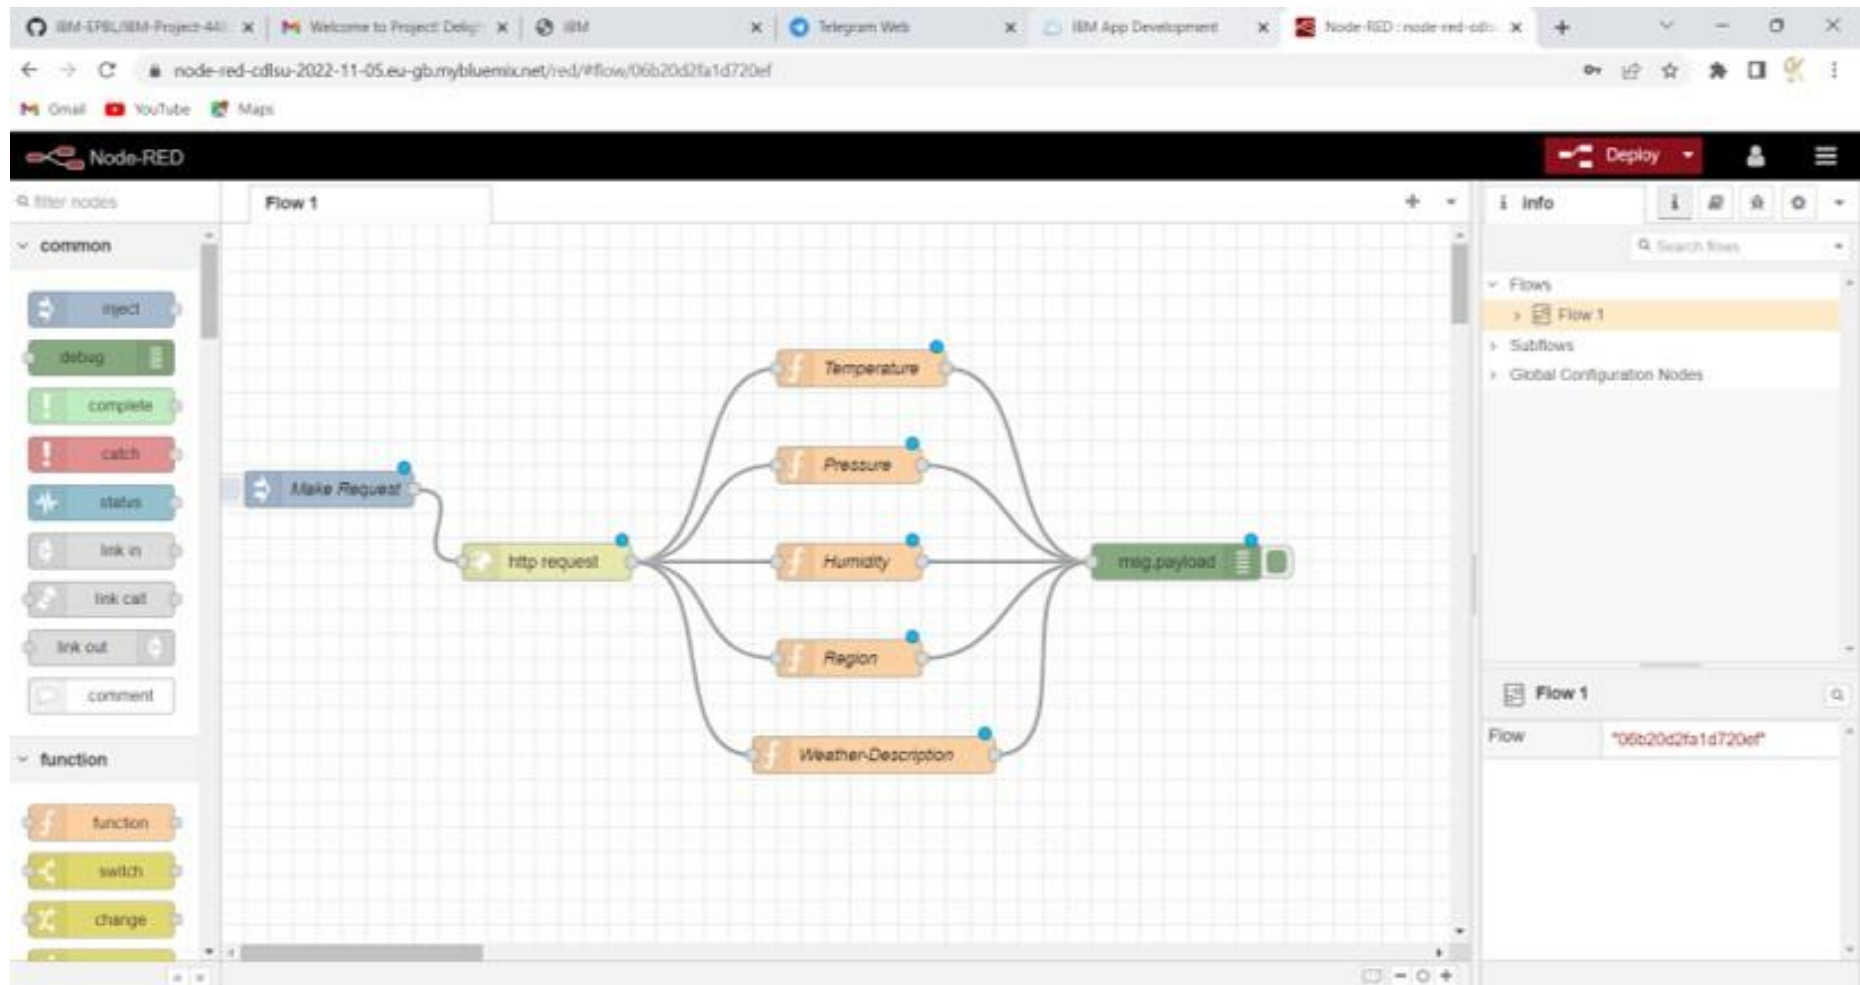 IBM-EPBL/IBM-Project-44
Welcome to Project! Delig
IBM
Telegram Web
IBM App Development
Node-RED : node-red-cdls
node-red-cdlsu-2022-11-05.eu-gb.mybluemix.net/red/#flow/06b20d2fa1d720ef
Gmail
YouTube
Maps
Node-RED
Deploy
filter nodes
Flow 1
i info
i
common
Search flows
Flows
inject
Flow 1
debug
Temperature
Subflows
Global Configuration Nodes
complete
catch
Pressure
Make Request
status
link in
http request
Humidity
msg.payload
link call
link out
Region
comment
Flow 1
Flow
"06b20d2fa1d720ef"
function
Weather-Description
function
switch
change